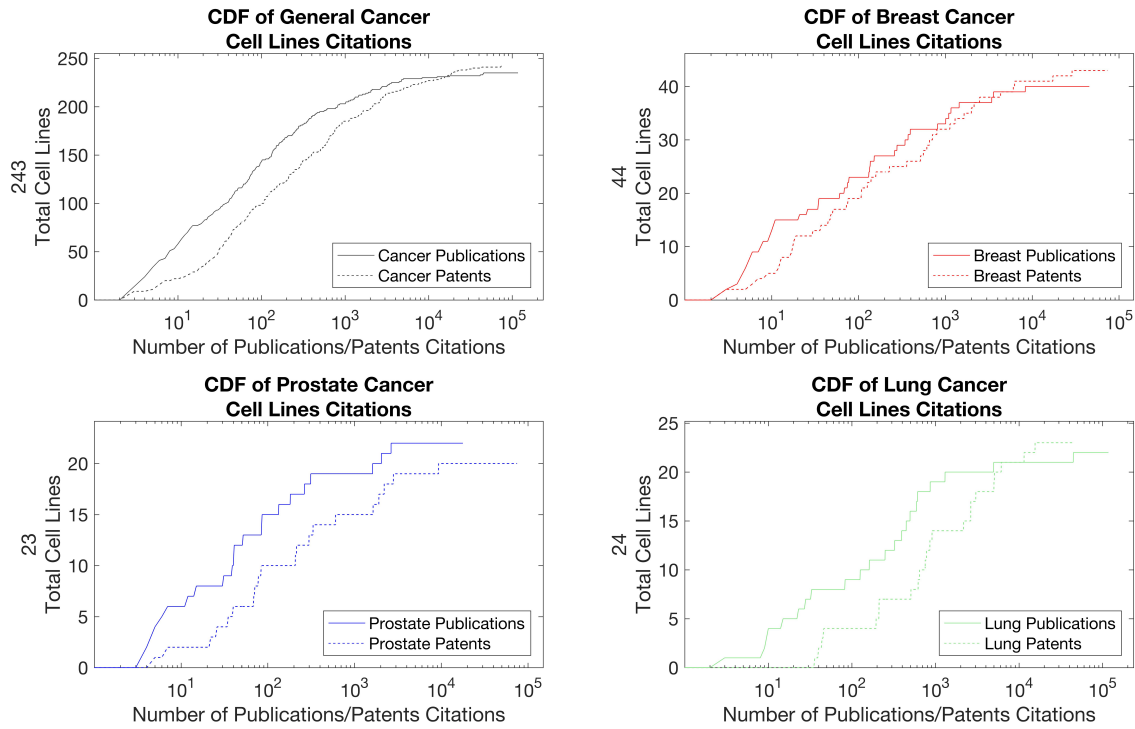 CDF of General Cancer
Cell Lines Citations
243
Total Cell Lines
250
200
150
100
50
0
Cancer Publications
Cancer Patents
10^1 10^2 10^3 10^4 10^5
Number of Publications/Patents Citations
CDF of Breast Cancer
Cell Lines Citations
44
Total Cell Lines
40
30
20
10
0
Breast Publications
Breast Patents
10^1 10^2 10^3 10^4 10^5
Number of Publications/Patents Citations
CDF of Prostate Cancer
Cell Lines Citations
23
Total Cell Lines
20
15
10
5
0
Prostate Publications
Prostate Patents
10^1 10^2 10^3 10^4 10^5
Number of Publications/Patents Citations
CDF of Lung Cancer
Cell Lines Citations
24
Total Cell Lines
25
20
15
10
5
0
Lung Publications
Lung Patents
10^1 10^2 10^3 10^4 10^5
Number of Publications/Patents Citations